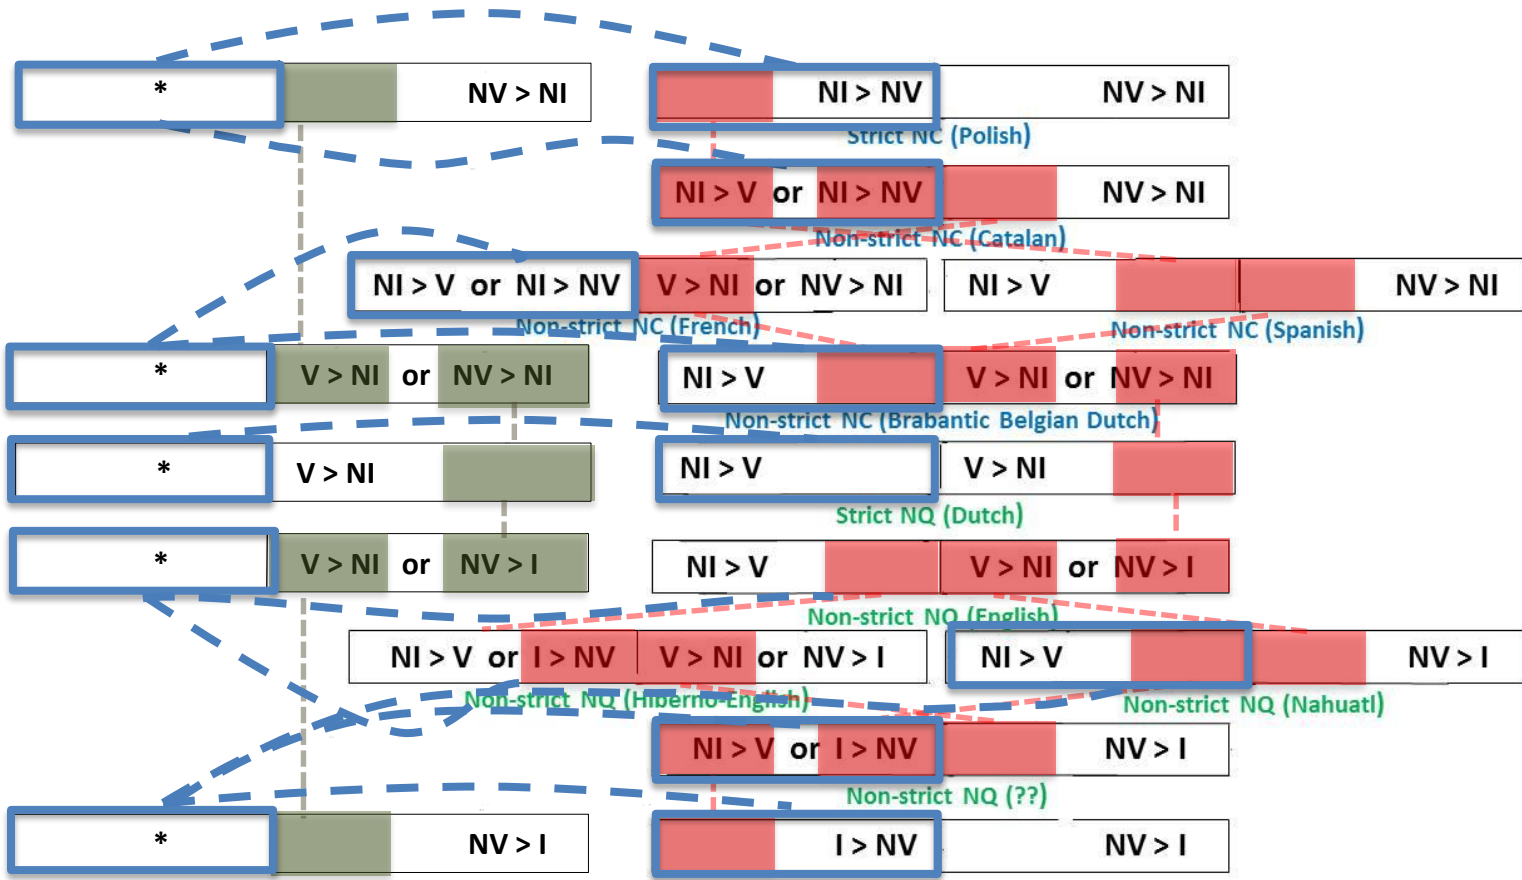 * NV > NI NI > NV NV > NI
Strict NC (Polish)
NI > V or NI > NV NV > NI
Non-strict NC (Catalan)
NI > V or NI > NV V > NI or NV > NI NI > V NV > NI
Non-strict NC (French) Non-strict NC (Spanish)
* V > NI or NV > NI NI > V V > NI or NV > NI
Non-strict NC (Brabantic Belgian Dutch)
* V > NI NI > V V > NI
Strict NQ (Dutch)
* V > NI or NV > I NI > V V > NI or NV > I
Non-strict NQ (English)
NI > V or I > NV V > NI or NV > I NI > V NV > I
Non-strict NQ (Hiberno-English) Non-strict NQ (Nahuatl)
NI > V or I > NV NV > I
Non-strict NQ (??)
* NV > I I > NV NV > I